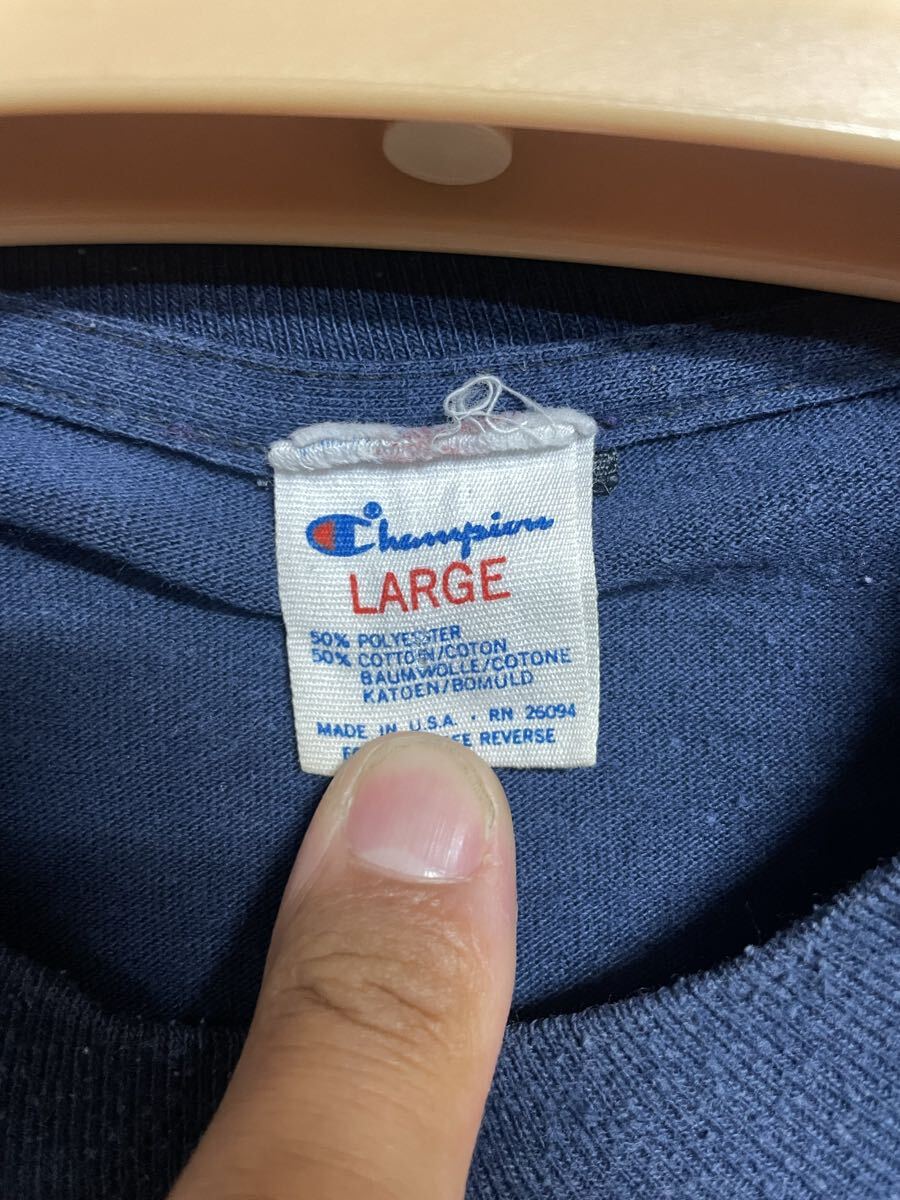 Champion
LARGE
50% POLYESTER
50% COTTON/COTON
BAUMWOLLE/COTONE
KATOEN/BOMULD
MADE IN U.S.A. · RN 26094
REVERSE